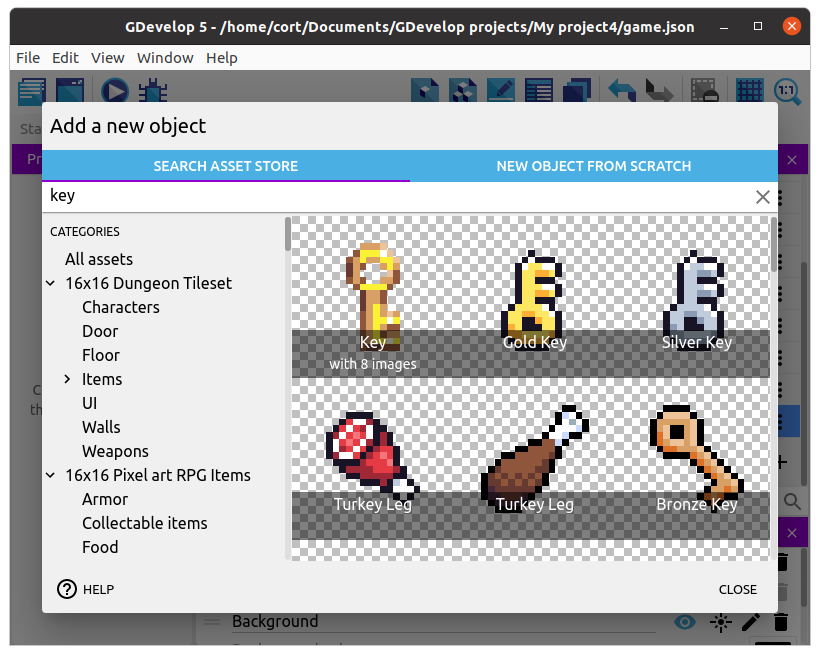 GDevelop 5 - /home/cort/Documents/GDevelop projects/My project4/game.json
File Edit View Window Help
1:1
Sta
Pr
Add a new object
SEARCH ASSET STORE NEW OBJECT FROM SCRATCH
key
CATEGORIES
All assets
16x16 Dungeon Tileset
Characters
Door
Floor
Items
UI
Walls
Weapons
16x16 Pixel art RPG Items
Armor
Collectable items
Food
Key
with 8 images
Gold Key
Silver Key
Turkey Leg
Turkey Leg
Bronze Key
C
th
HELP
CLOSE
Background